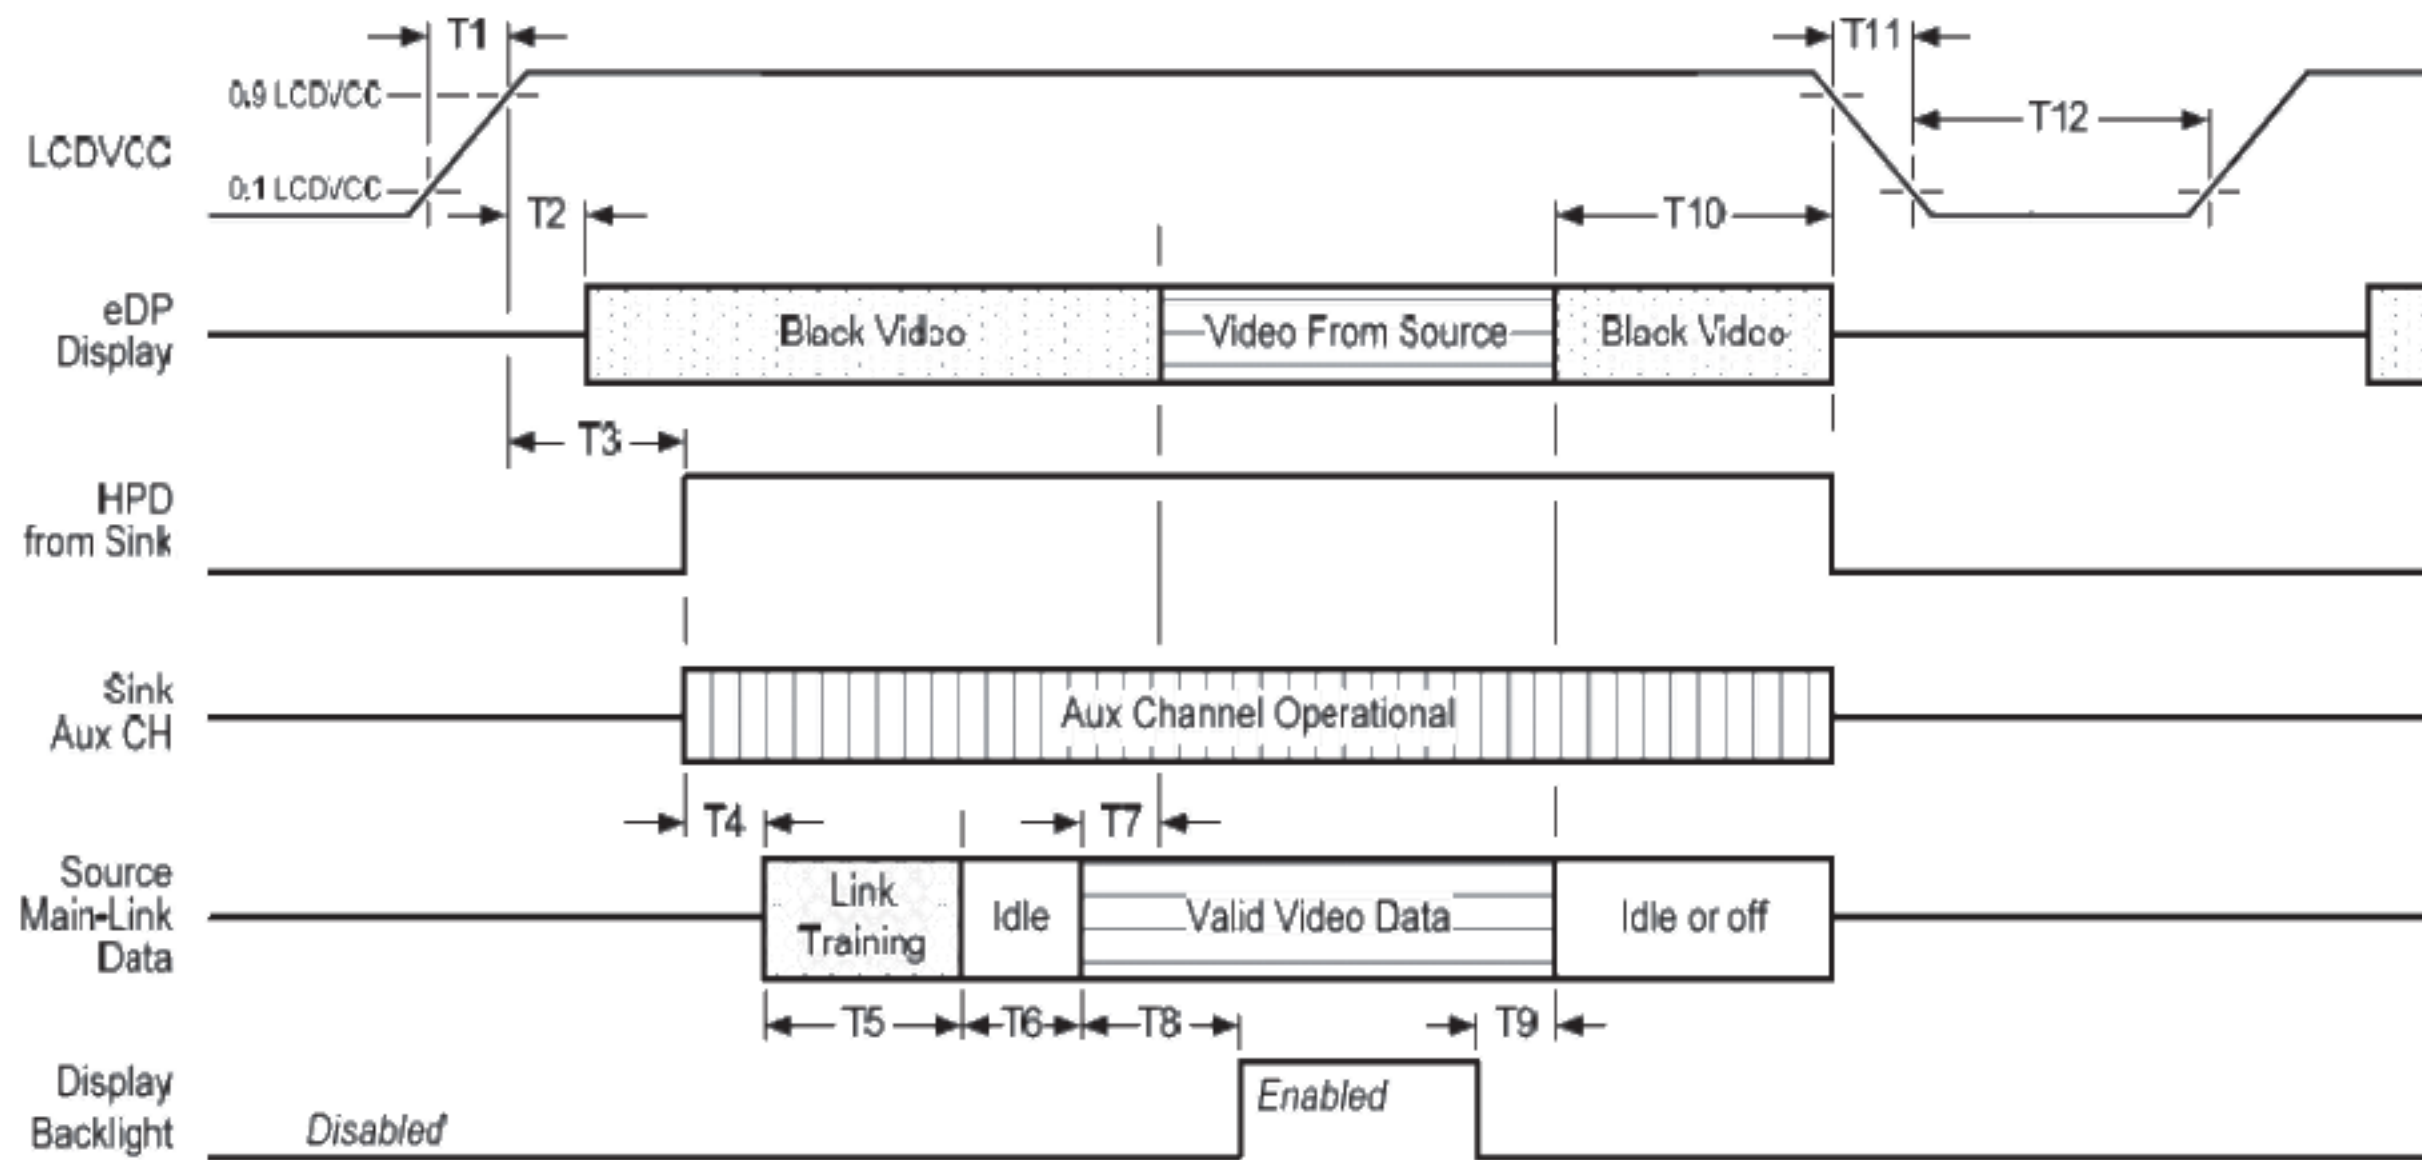 T1
T11
0.9 LCDVCC
T12
LCDVCC
0.1 LCDVCC
T2
T10
eDP
Display
Black Video
Video From Source
Black Video
T3
HPD
from Sink
Sink
Aux CH
Aux Channel Operational
T4
T7
Source
Main-Link
Data
Link
Training
Idle
Valid Video Data
Idle or off
T5
T6
T8
T9
Display
Backlight
Disabled
Enabled